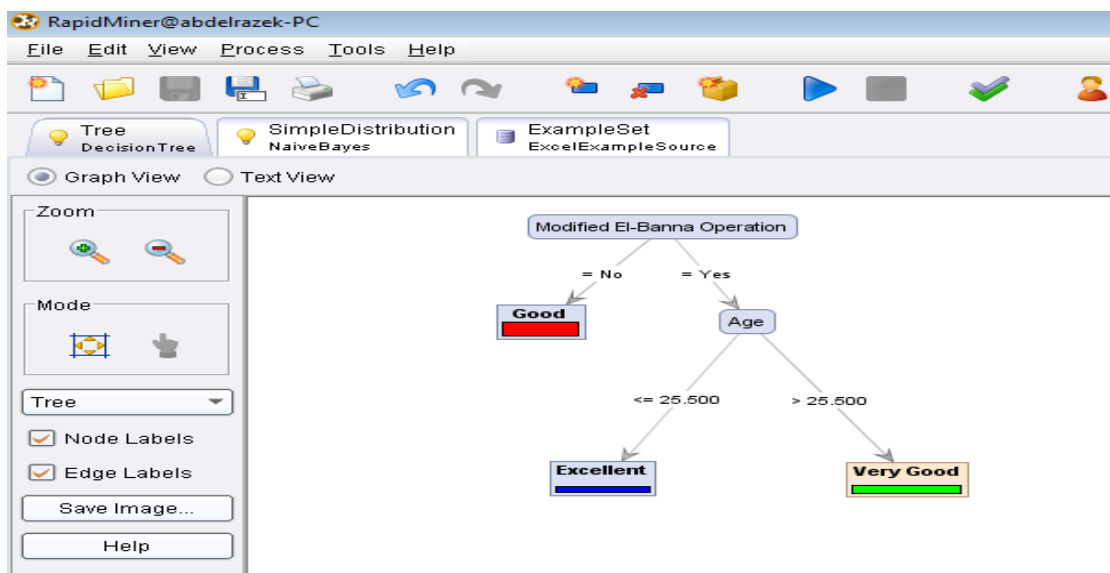 RapidMiner@abdelrazek-PC
File Edit View Process Tools Help
Tree
DecisionTree
SimpleDistribution
NaiveBayes
ExampleSet
ExcelExampleSource
Graph View Text View
Zoom
Mode
Tree
Node Labels
Edge Labels
Save Image...
Help
Modified El-Banna Operation
= No = Yes
Good
Age
<= 25.500 > 25.500
Excellent Very Good